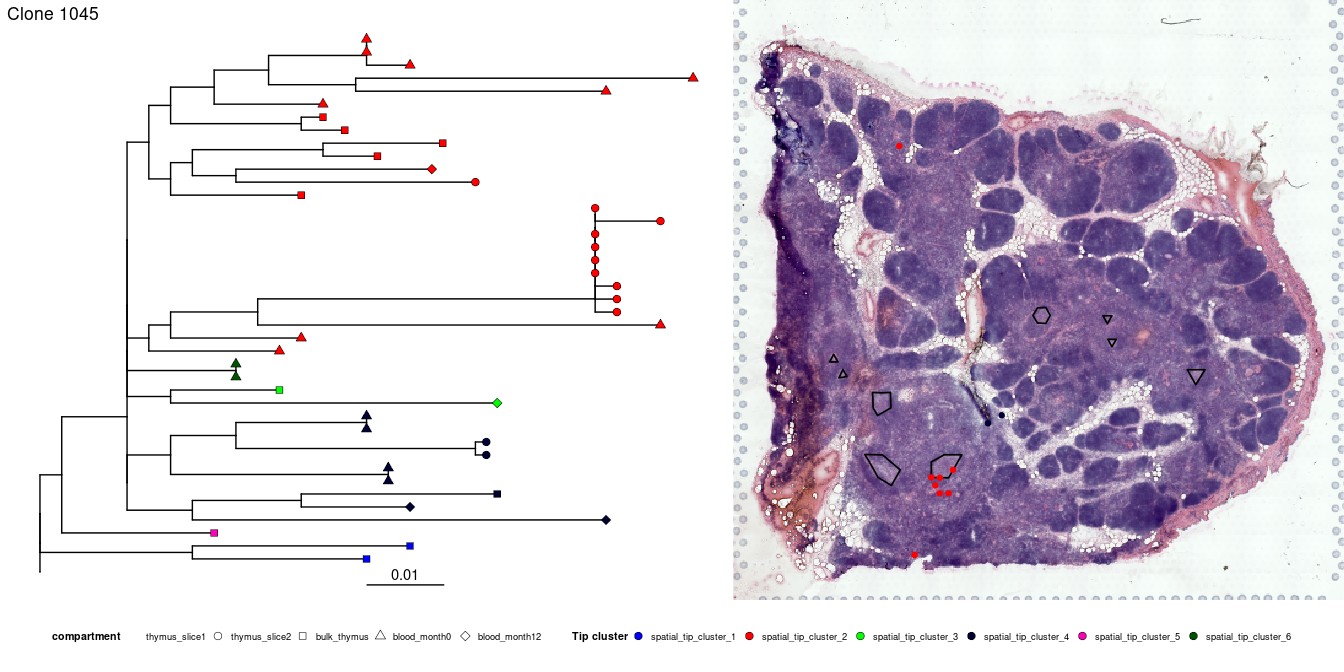 Clone 1045
0.01
compartment thymus_slice1 thymus_slice2 bulk_thymus blood_month0 blood_month12 Tip cluster spatial_tip_cluster_1 spatial_tip_cluster_2 spatial_tip_cluster_3 spatial_tip_cluster_4 spatial_tip_cluster_5 spatial_tip_cluster_6